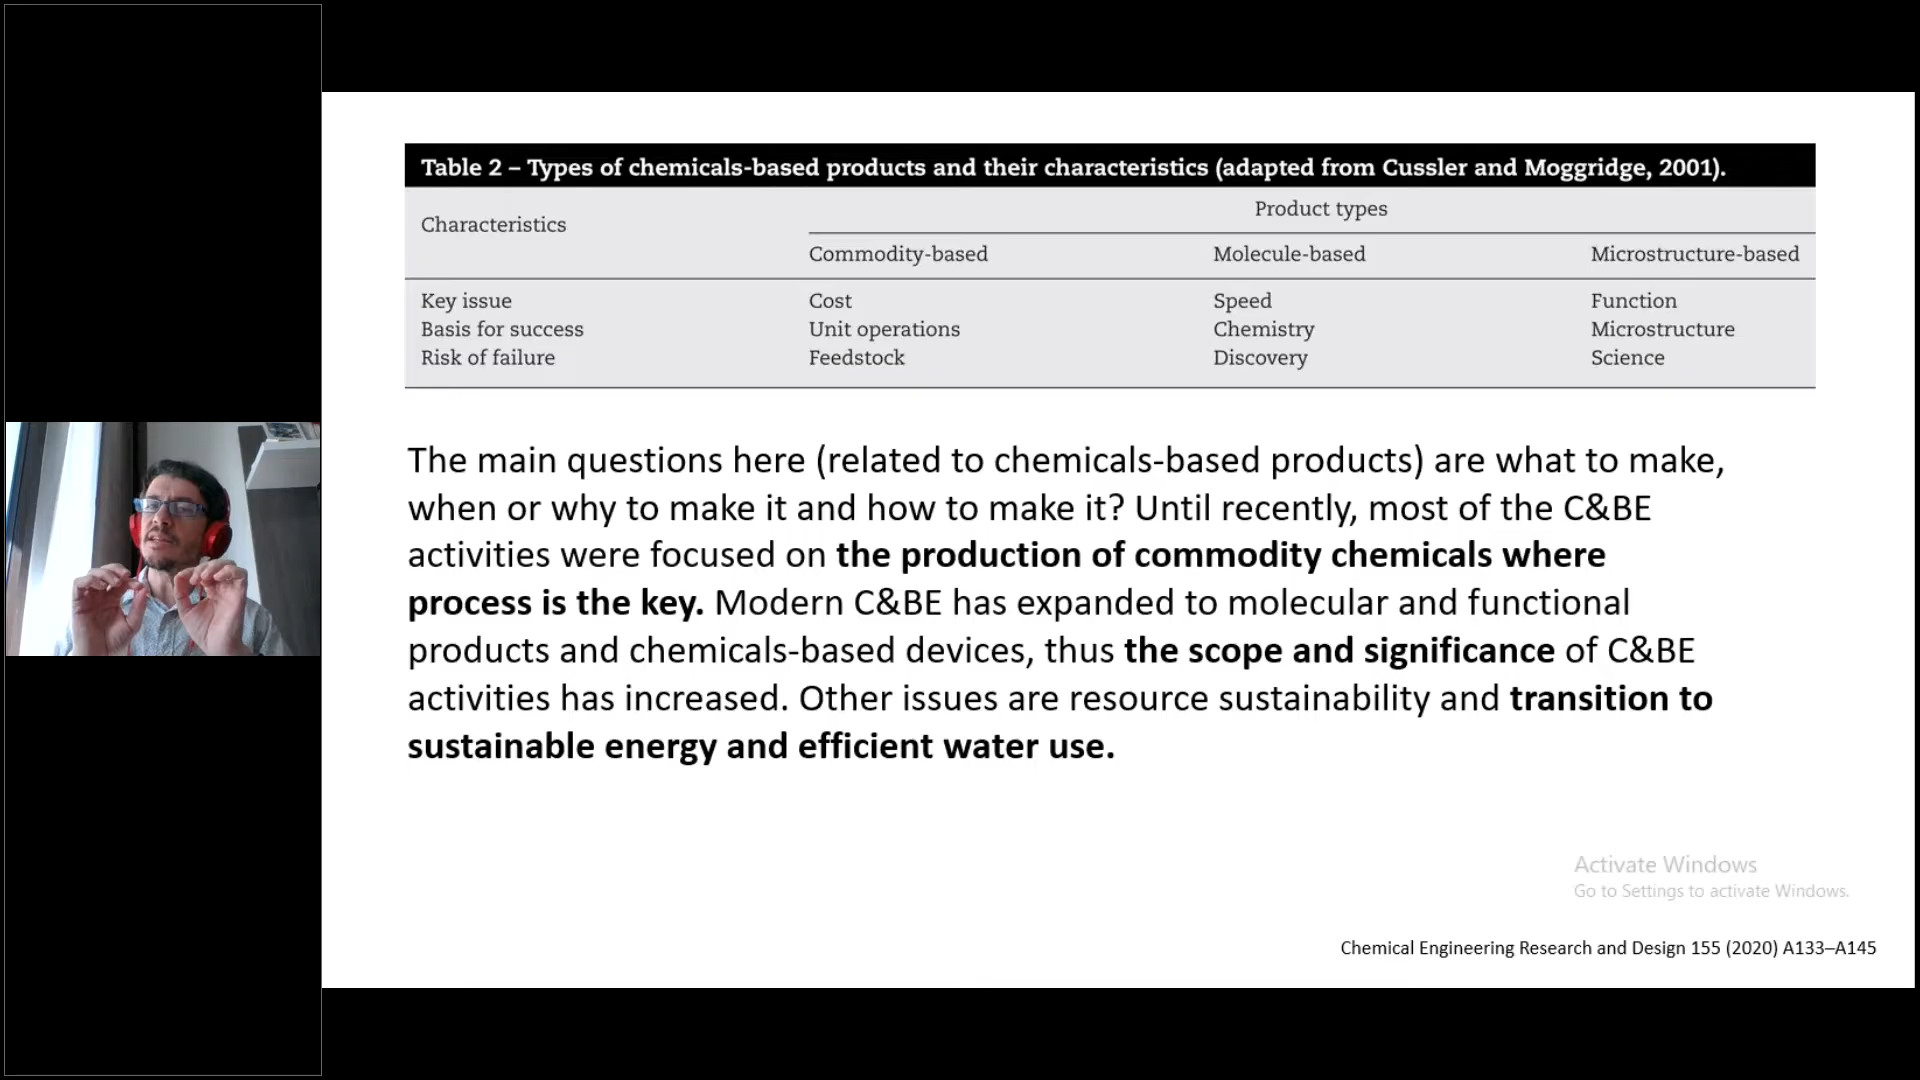 Table 2 – Types of chemicals-based products and their characteristics (adapted from Cussler and Moggridge, 2001).
Characteristics
Product types
Commodity-based Molecule-based Microstructure-based
Key issue Cost Speed Function
Basis for success Unit operations Chemistry Microstructure
Risk of failure Feedstock Discovery Science
The main questions here (related to chemicals-based products) are what to make,
when or why to make it and how to make it? Until recently, most of the C&BE
activities were focused on the production of commodity chemicals where
process is the key. Modern C&BE has expanded to molecular and functional
products and chemicals-based devices, thus the scope and significance of C&BE
activities has increased. Other issues are resource sustainability and transition to
sustainable energy and efficient water use.
Activate Windows
Go to Settings to activate Windows.
Chemical Engineering Research and Design 155 (2020) A133–A145